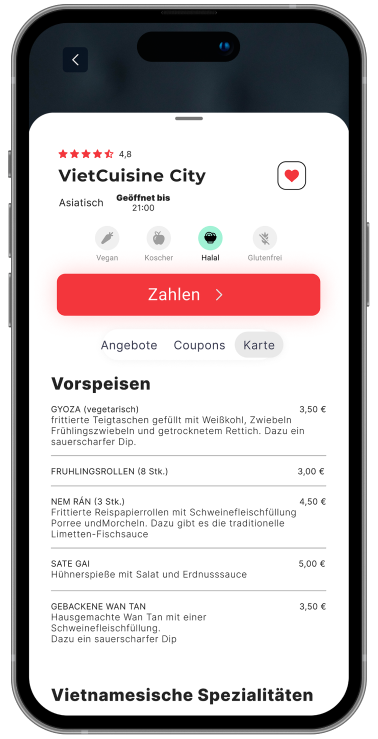 4,8
VietCuisine City
Asiatisch
Geöffnet bis
21:00
Vegan
Koscher
Halal
Glutenfrei
Zahlen
Angebote
Coupons
Karte
Vorspeisen
GYOZA (vegetarisch) 3,50 €
frittierte Teigtaschen gefüllt mit Weißkohl, Zwiebeln
Frühlingszwiebeln und getrocknetem Rettich. Dazu ein
sauerscharfer Dip.
FRUHLINGSROLLEN (8 Stk.) 3,00 €
NEM RÁN (3 Stk.) 4,50 €
Frittierte Reispapierrollen mit Schweinefleischfüllung
Porree undMorcheln. Dazu gibt es die traditionelle
Limetten-Fischsauce
SATE GAI 5,00 €
Hühnerspieße mit Salat und Erdnusssauce
GEBACKENE WAN TAN 3,50 €
Hausgemachte Wan Tan mit einer
Schweinefleischfüllung.
Dazu ein sauerscharfer Dip
Vietnamesische Spezialitäten